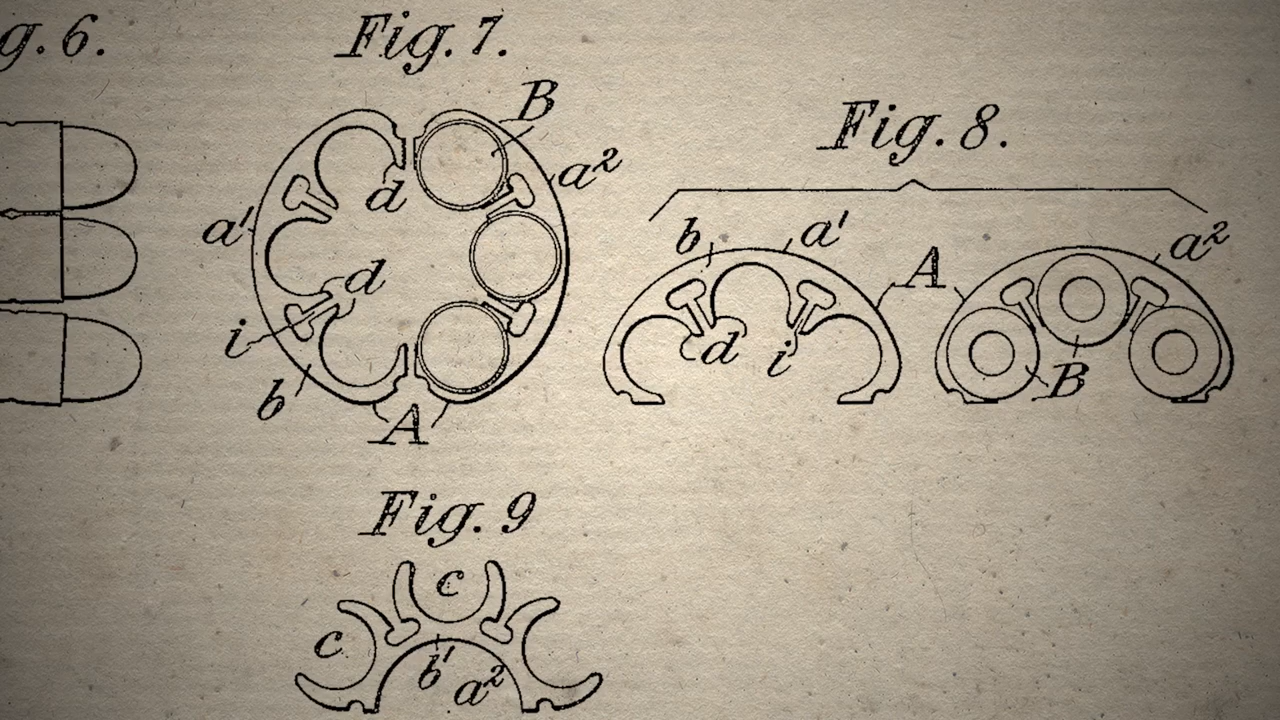 g. 6.
Fig. 7.
B
a²
d
a'
d
i
b
A
Fig. 8.
b
a'
A
a²
d
i
B
Fig. 9
c
c
b'
a²